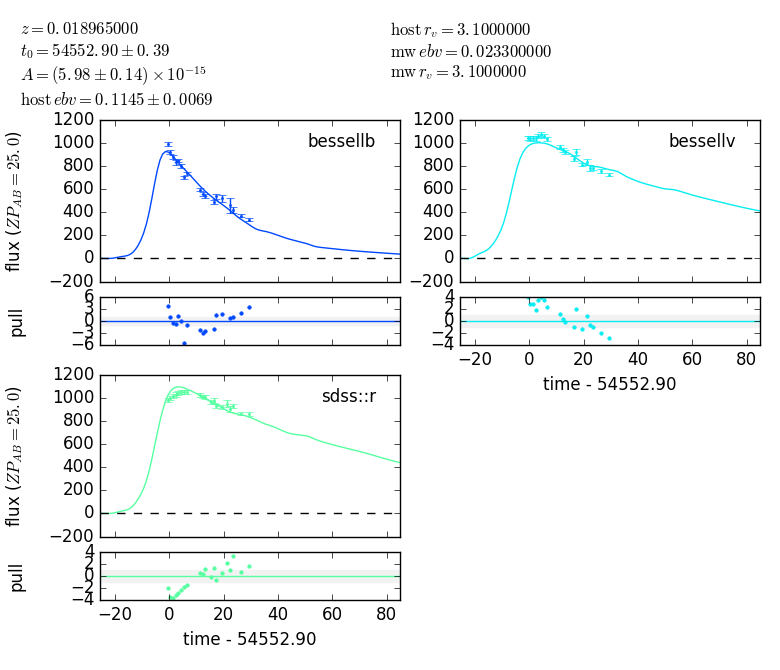 z = 0.018965000
t₀ = 54552.90 ± 0.39
A = (5.98 ± 0.14) × 10⁻¹⁵
host ebv = 0.1145 ± 0.0069
host r_v = 3.1000000
mw ebv = 0.023300000
mw r_v = 3.1000000
1200
1000
800
600
400
200
0
−200
flux (ZP_AB = 25.0)
bessellb
6
3
1
0
−3
−6
pull
1200
1000
800
600
400
200
0
−200
bessellv
4
2
0
−2
−4
−20 0 20 40 60 80
time - 54552.90
1200
1000
800
600
400
200
0
−200
flux (ZP_AB = 25.0)
sdss::r
4
2
0
−2
−4
pull
−20 0 20 40 60 80
time - 54552.90